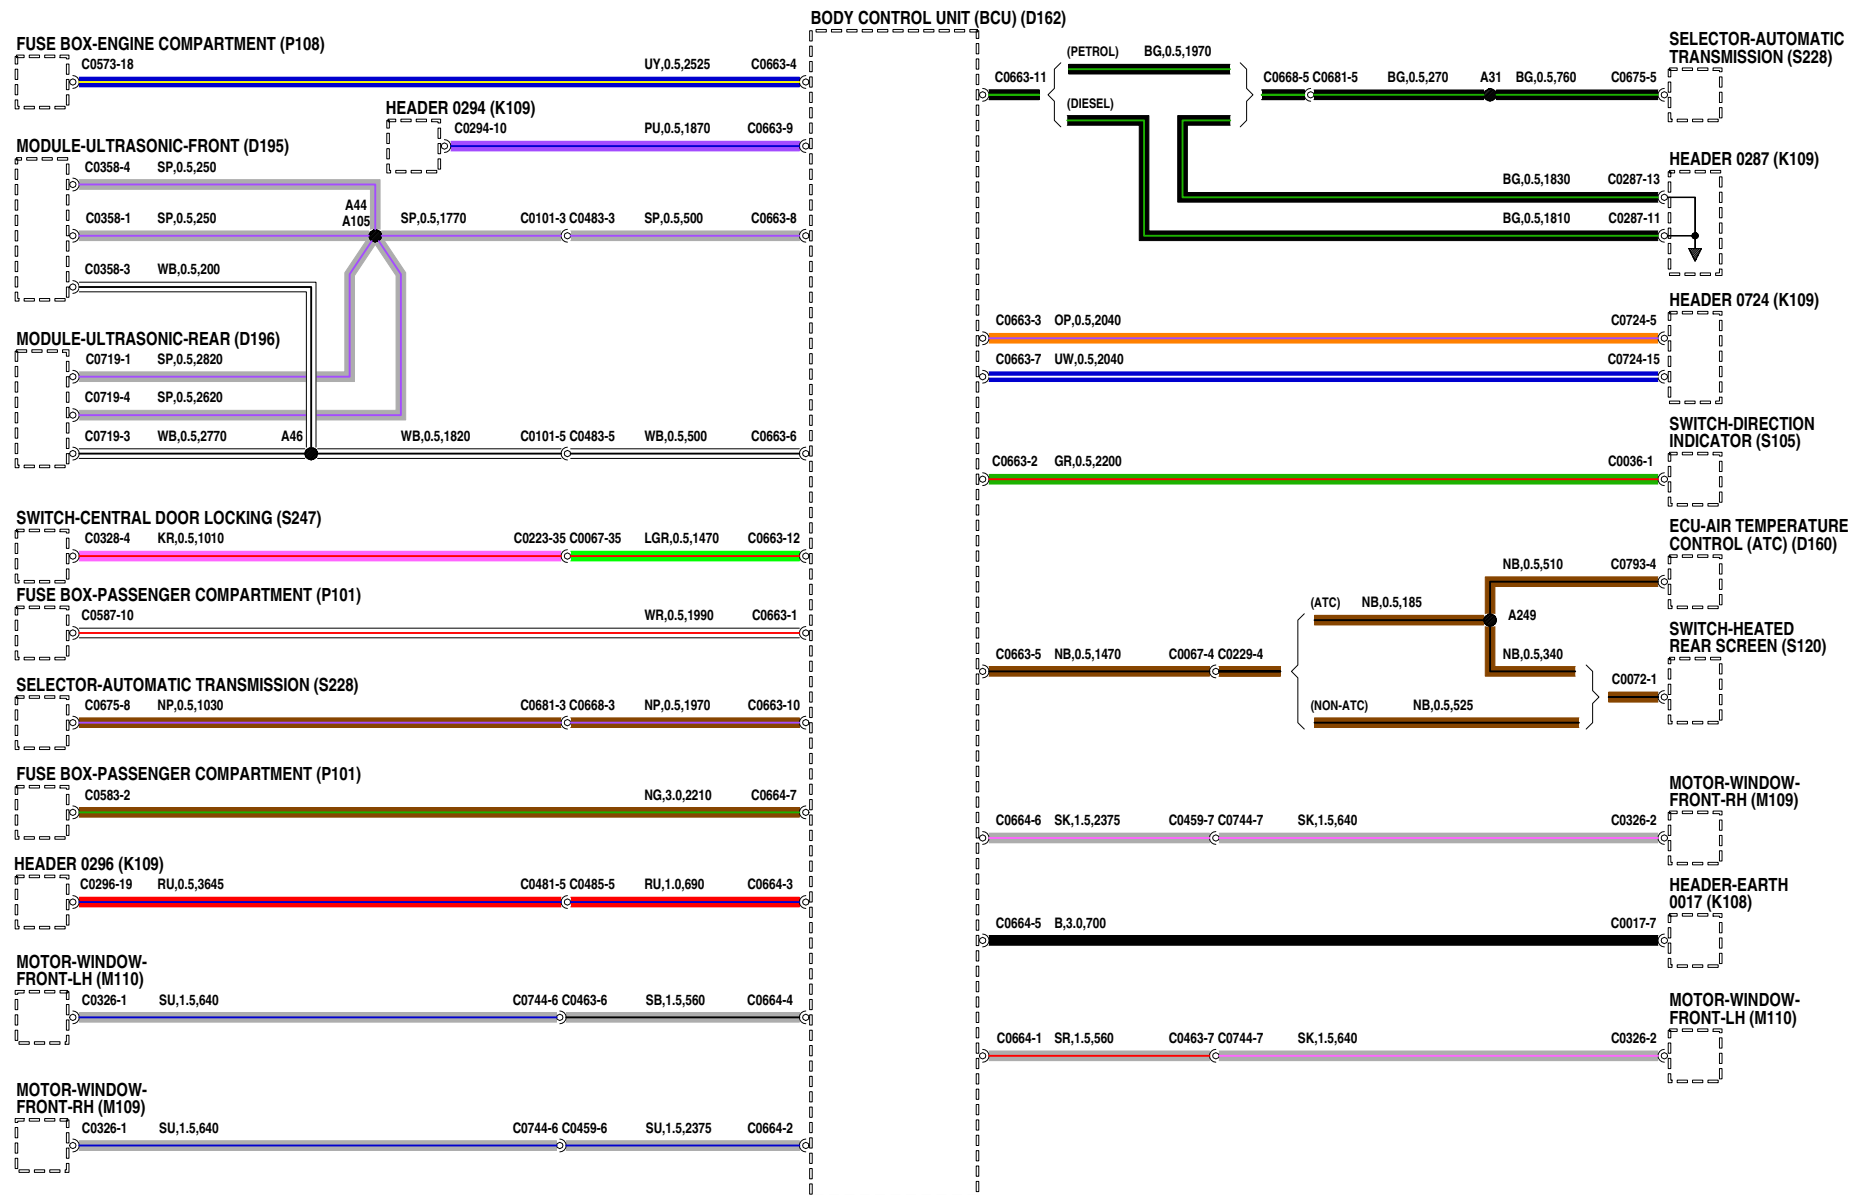 BODY CONTROL UNIT (BCU) (D162)
FUSE BOX-ENGINE COMPARTMENT (P108)
C0573-18 UY,0.5,2525 C0663-4
HEADER 0294 (K109)
C0294-10 PU,0.5,1870 C0663-9
MODULE-ULTRASONIC-FRONT (D195)
C0358-4 SP,0.5,250
A44
A105
C0358-1 SP,0.5,250 SP,0.5,1770 C0101-3 C0483-3 SP,0.5,500 C0663-8
C0358-3 WB,0.5,200
MODULE-ULTRASONIC-REAR (D196)
C0719-1 SP,0.5,2820
C0719-4 SP,0.5,2620
C0719-3 WB,0.5,2770 A46 WB,0.5,1820 C0101-5 C0483-5 WB,0.5,500 C0663-6
SWITCH-CENTRAL DOOR LOCKING (S247)
C0328-4 KR,0.5,1010 C0223-35 C0067-35 LGR,0.5,1470 C0663-12
FUSE BOX-PASSENGER COMPARTMENT (P101)
C0587-10 WR,0.5,1990 C0663-1
SELECTOR-AUTOMATIC TRANSMISSION (S228)
C0675-8 NP,0.5,1030 C0681-3 C0668-3 NP,0.5,1970 C0663-10
FUSE BOX-PASSENGER COMPARTMENT (P101)
C0583-2 NG,3.0,2210 C0664-7
HEADER 0296 (K109)
C0296-19 RU,0.5,3645 C0481-5 C0485-5 RU,1.0,690 C0664-3
MOTOR-WINDOW-
FRONT-LH (M110)
C0326-1 SU,1.5,640 C0744-6 C0463-6 SB,1.5,560 C0664-4
MOTOR-WINDOW-
FRONT-RH (M109)
C0326-1 SU,1.5,640 C0744-6 C0459-6 SU,1.5,2375 C0664-2
SELECTOR-AUTOMATIC
TRANSMISSION (S228)
(PETROL) BG,0.5,1970
C0663-11 C0668-5 C0681-5 BG,0.5,270 A31 BG,0.5,760 C0675-5
(DIESEL)
HEADER 0287 (K109)
BG,0.5,1830 C0287-13
BG,0.5,1810 C0287-11
HEADER 0724 (K109)
C0663-3 OP,0.5,2040 C0724-5
C0663-7 UW,0.5,2040 C0724-15
SWITCH-DIRECTION
INDICATOR (S105)
C0663-2 GR,0.5,2200 C0036-1
ECU-AIR TEMPERATURE
CONTROL (ATC) (D160)
NB,0.5,510 C0793-4
(ATC) NB,0.5,185 A249
SWITCH-HEATED
REAR SCREEN (S120)
C0663-5 NB,0.5,1470 C0067-4 C0229-4 NB,0.5,340
C0072-1
(NON-ATC) NB,0.5,525
MOTOR-WINDOW-
FRONT-RH (M109)
C0664-6 SK,1.5,2375 C0459-7 C0744-7 SK,1.5,640 C0326-2
HEADER-EARTH
0017 (K108)
C0664-5 B,3.0,700 C0017-7
MOTOR-WINDOW-
FRONT-LH (M110)
C0664-1 SR,1.5,560 C0463-7 C0744-7 SK,1.5,640 C0326-2